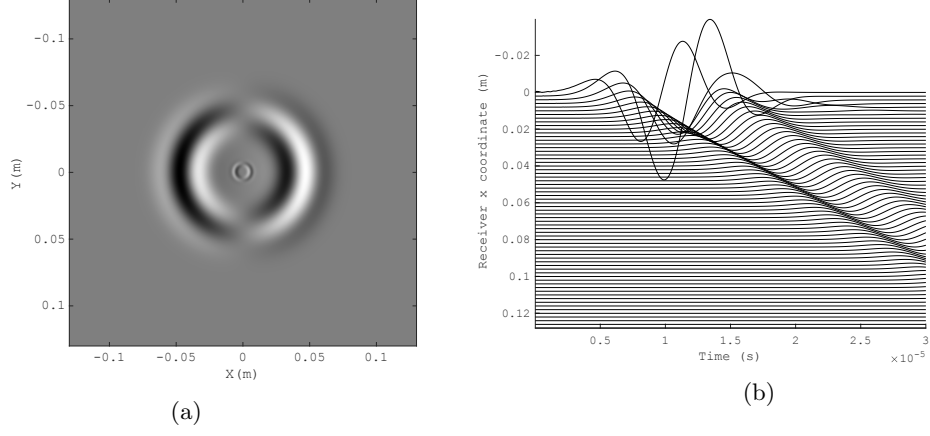 -0.1
-0.05
0
0.05
0.1
Y(m)
-0.1 -0.05 0 0.05 0.1
X(m)
(a)
-0.02
0
0.02
0.04
0.06
0.08
0.1
0.12
Receiver x coordinate (m)
0.5 1 1.5 2 2.5 3
Time (s) ×10⁻⁵
(b)